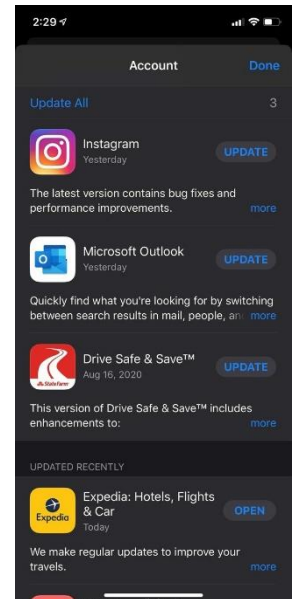 2:29
Account
Done
Update All
3
Instagram
Yesterday
UPDATE
The latest version contains bug fixes and
performance improvements.
more
Microsoft Outlook
Yesterday
UPDATE
Quickly find what you're looking for by switching
between search results in mail, people, an
more
Drive Safe & Save™
Aug 16, 2020
UPDATE
StateFarm
This version of Drive Safe & Save™ includes
enhancements to:
more
UPDATED RECENTLY
Expedia: Hotels, Flights
& Car
Today
OPEN
Expedia
We make regular updates to improve your
travels.
more